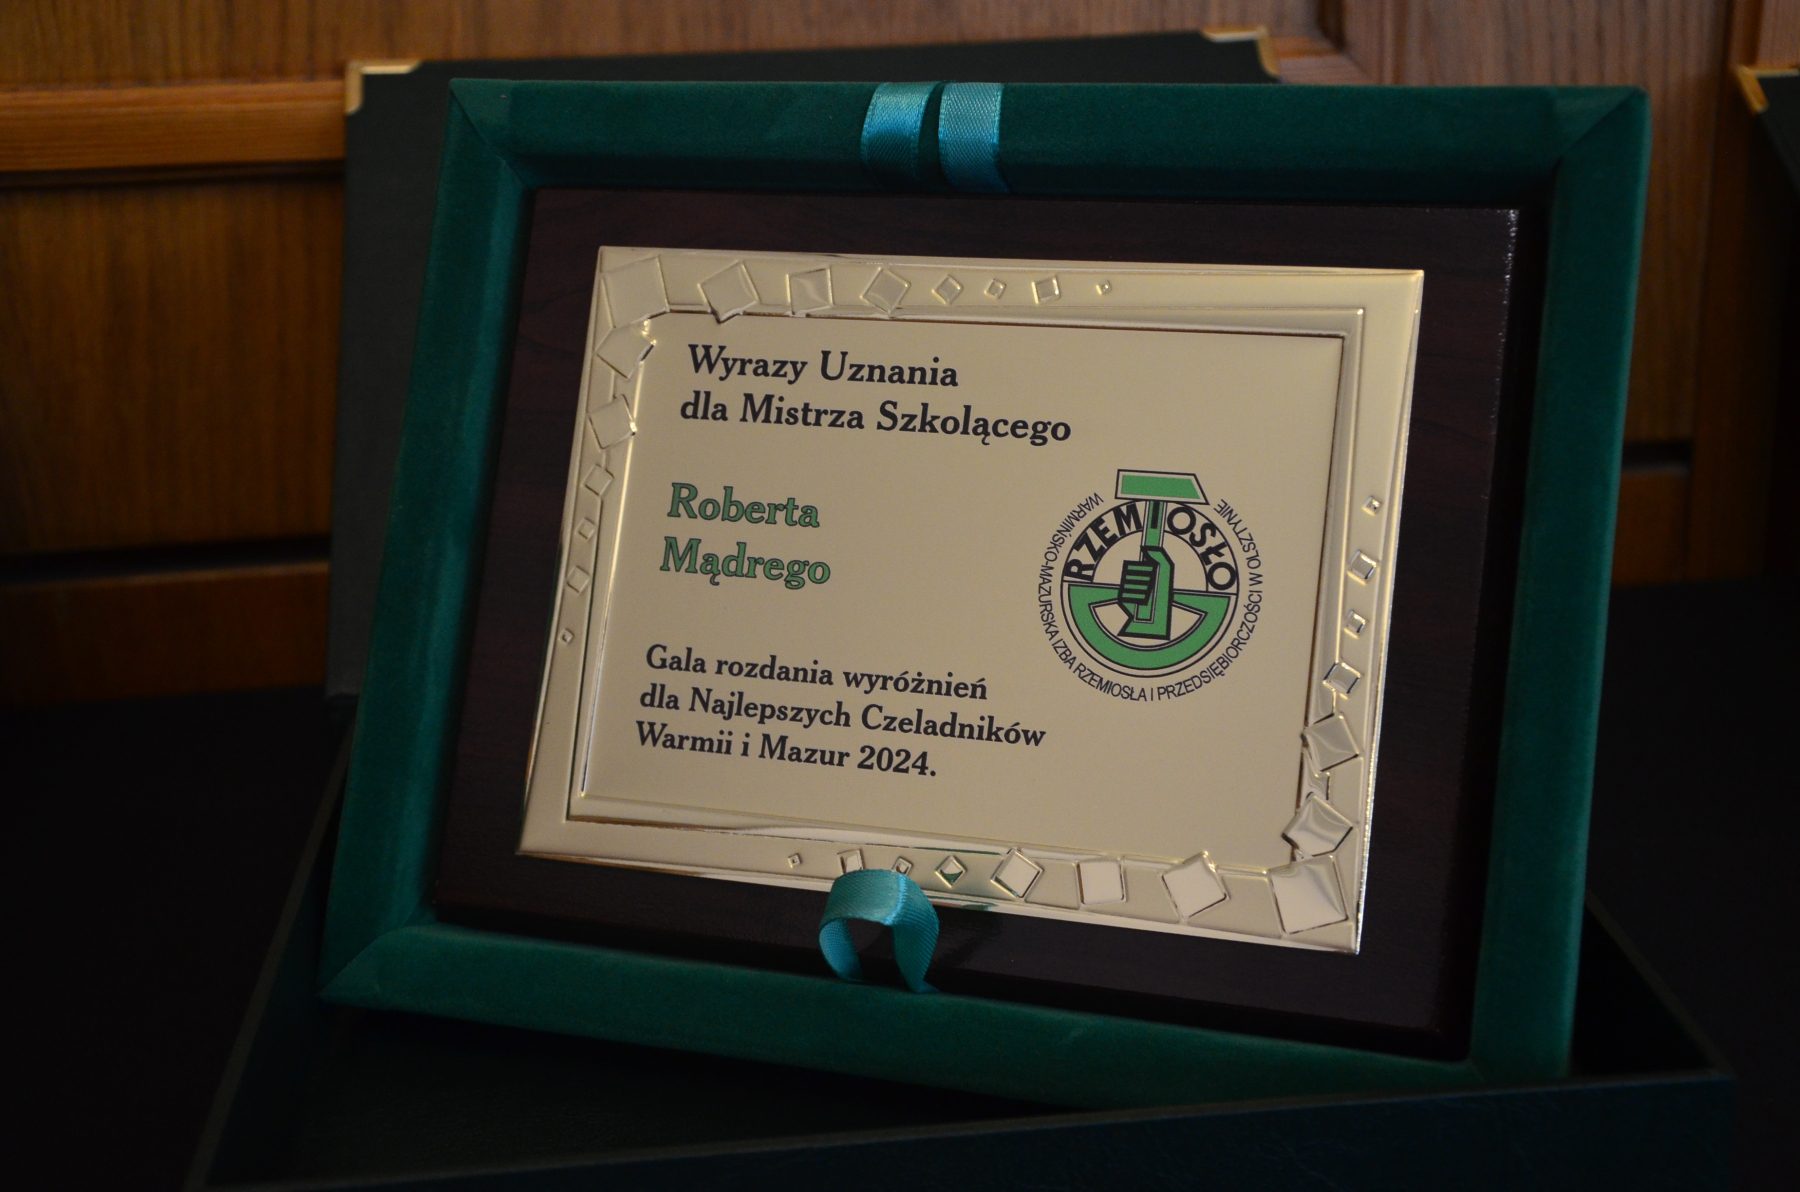 Wyrazy Uznania
dla Mistrza Szkolącego
Roberta
Mądrego
RZEMIOSŁO
WARMIŃSKO-MAZURSKA IZBA RZEMIOSŁA I PRZEDSIĘBIORCZOŚCI W OLSZTYNIE
Gala rozdania wyróżnień
dla Najlepszych Czeladników
Warmii i Mazur 2024.